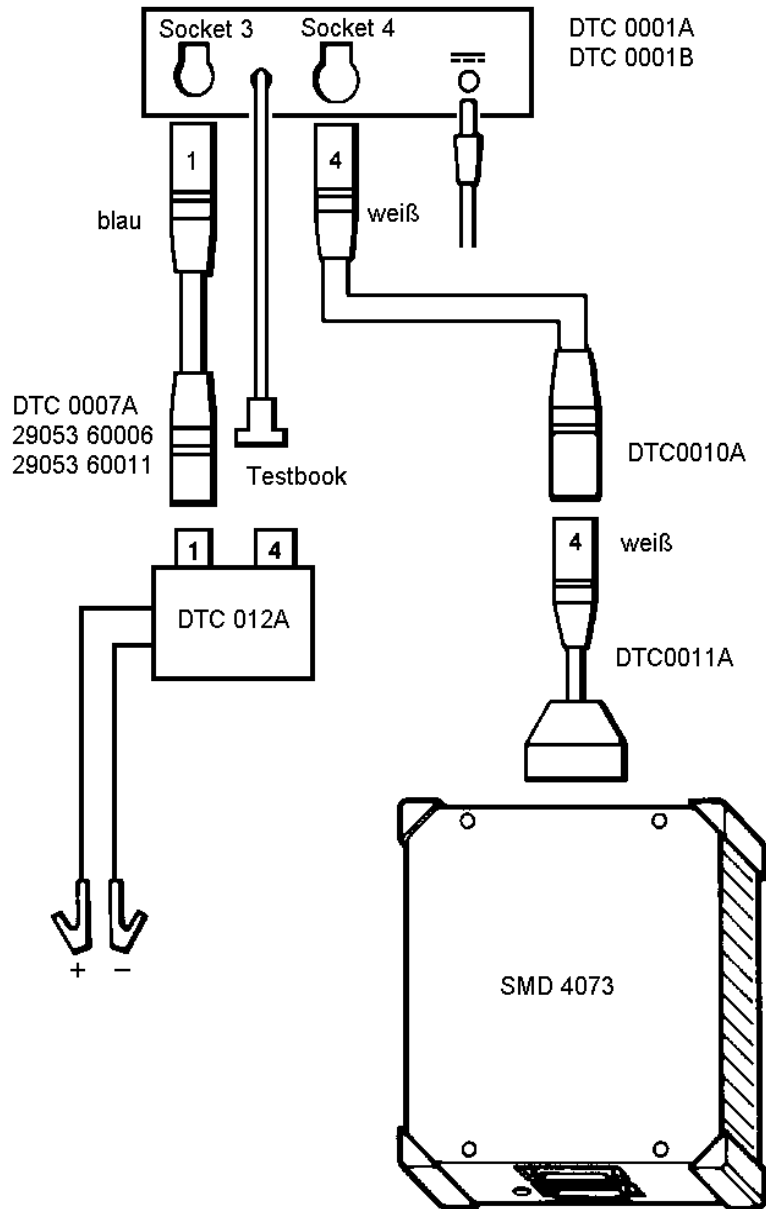 Socket 3
Socket 4
DTC 0001A
DTC 0001B
1
4
blau
weiß
DTC 0007A
29053 60006
29053 60011
Testbook
DTC0010A
1
4
4
weiß
DTC 012A
DTC0011A
+ −
SMD 4073